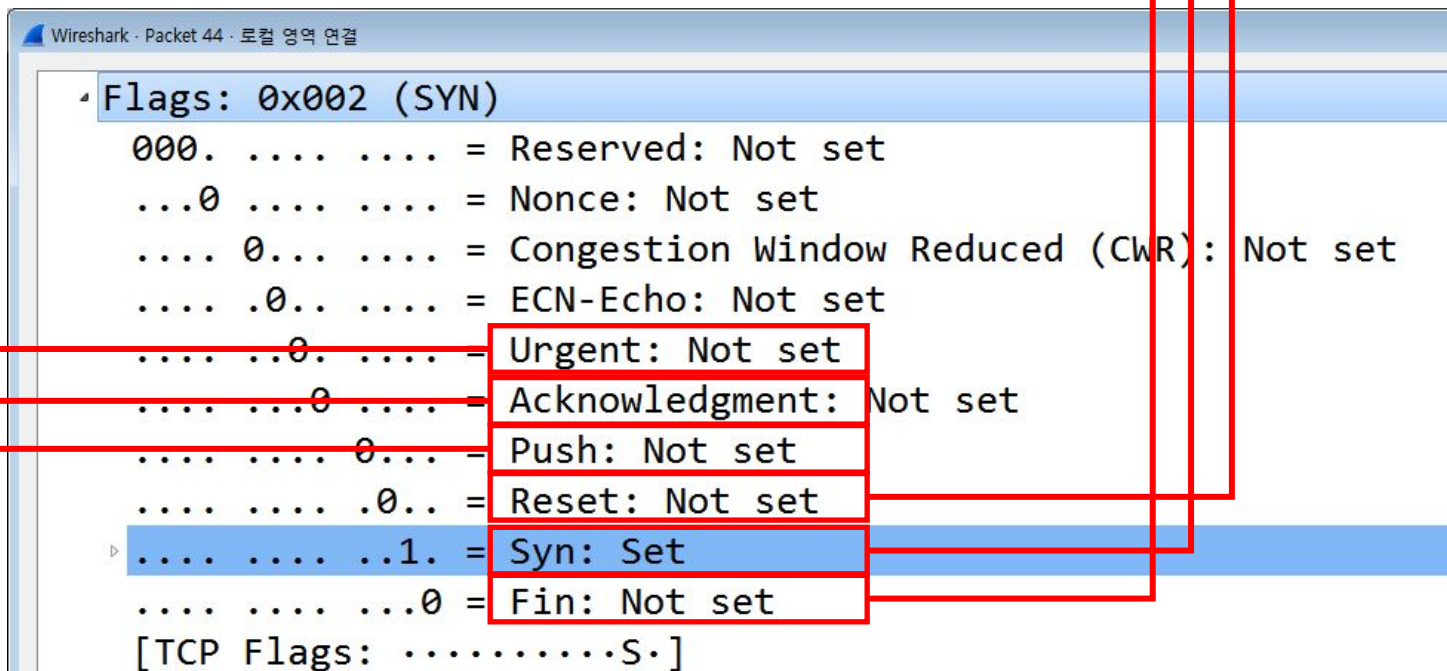 Wireshark · Packet 44 · 로컬 영역 연결
Flags: 0x002 (SYN)
000. .... .... = Reserved: Not set
...0 .... .... = Nonce: Not set
.... 0... .... = Congestion Window Reduced (CWR): Not set
.... .0.. .... = ECN-Echo: Not set
.... ..0. .... = Urgent: Not set
.... ...0 .... = Acknowledgment: Not set
.... .... 0... = Push: Not set
.... .... .0.. = Reset: Not set
.... .... ..1. = Syn: Set
.... .... ...0 = Fin: Not set
[TCP Flags: ··········S·]